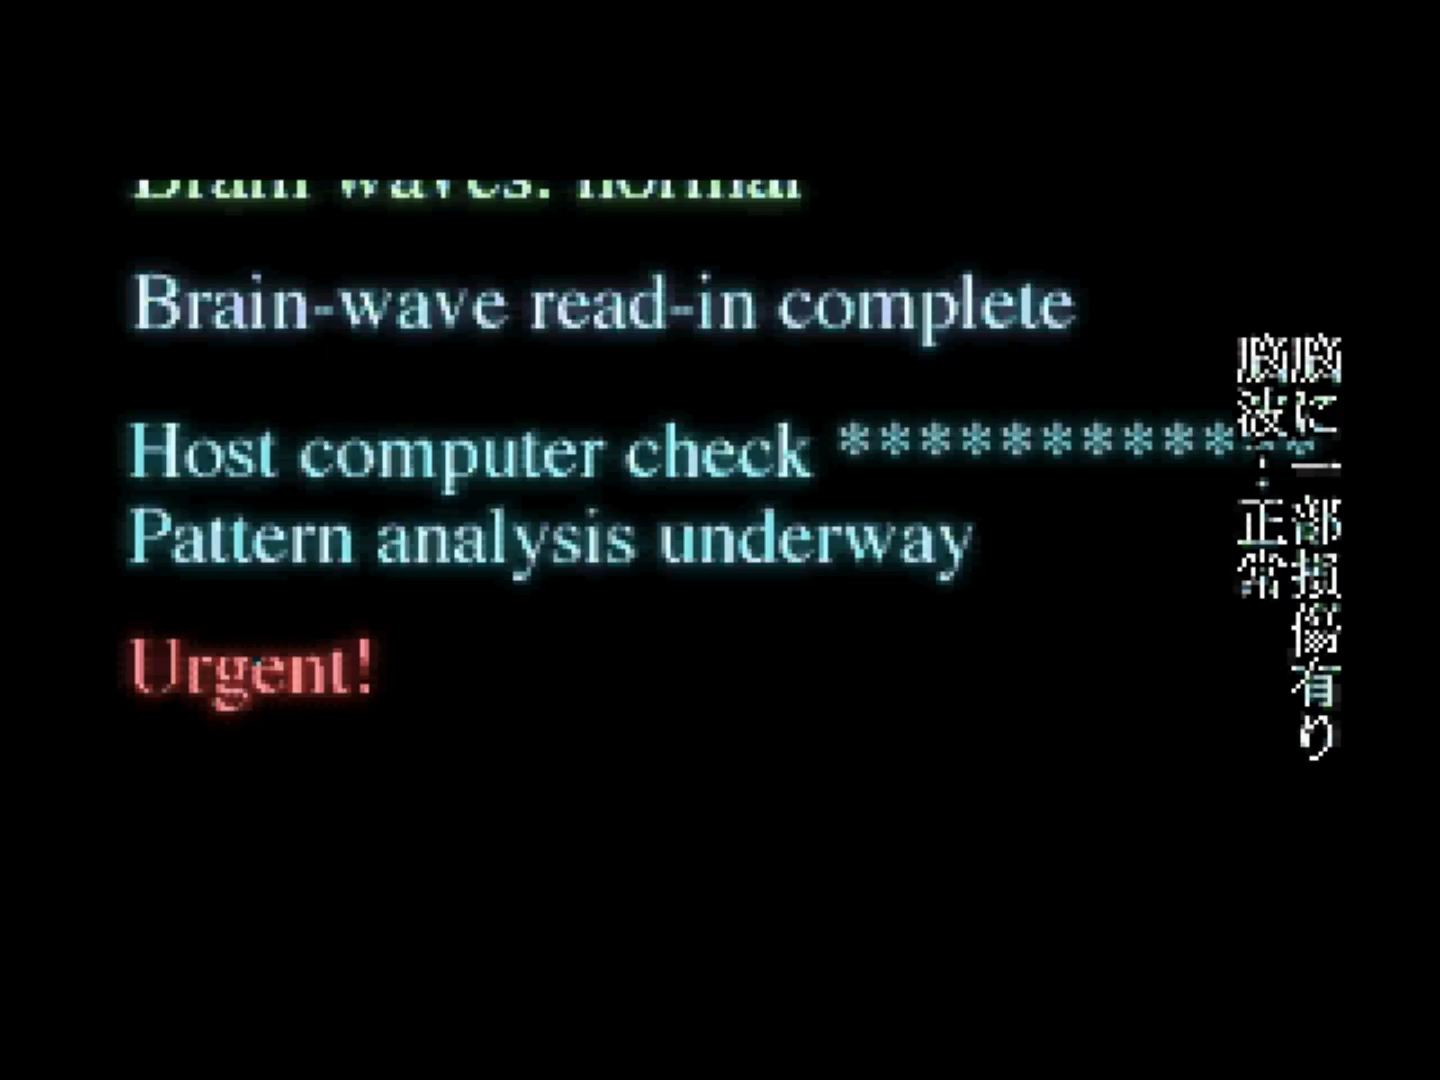 Brain waves: normal
Brain-wave read-in complete
Host computer check ************
Pattern analysis underway
Urgent!
脳に一部損傷有り
脳波：正常